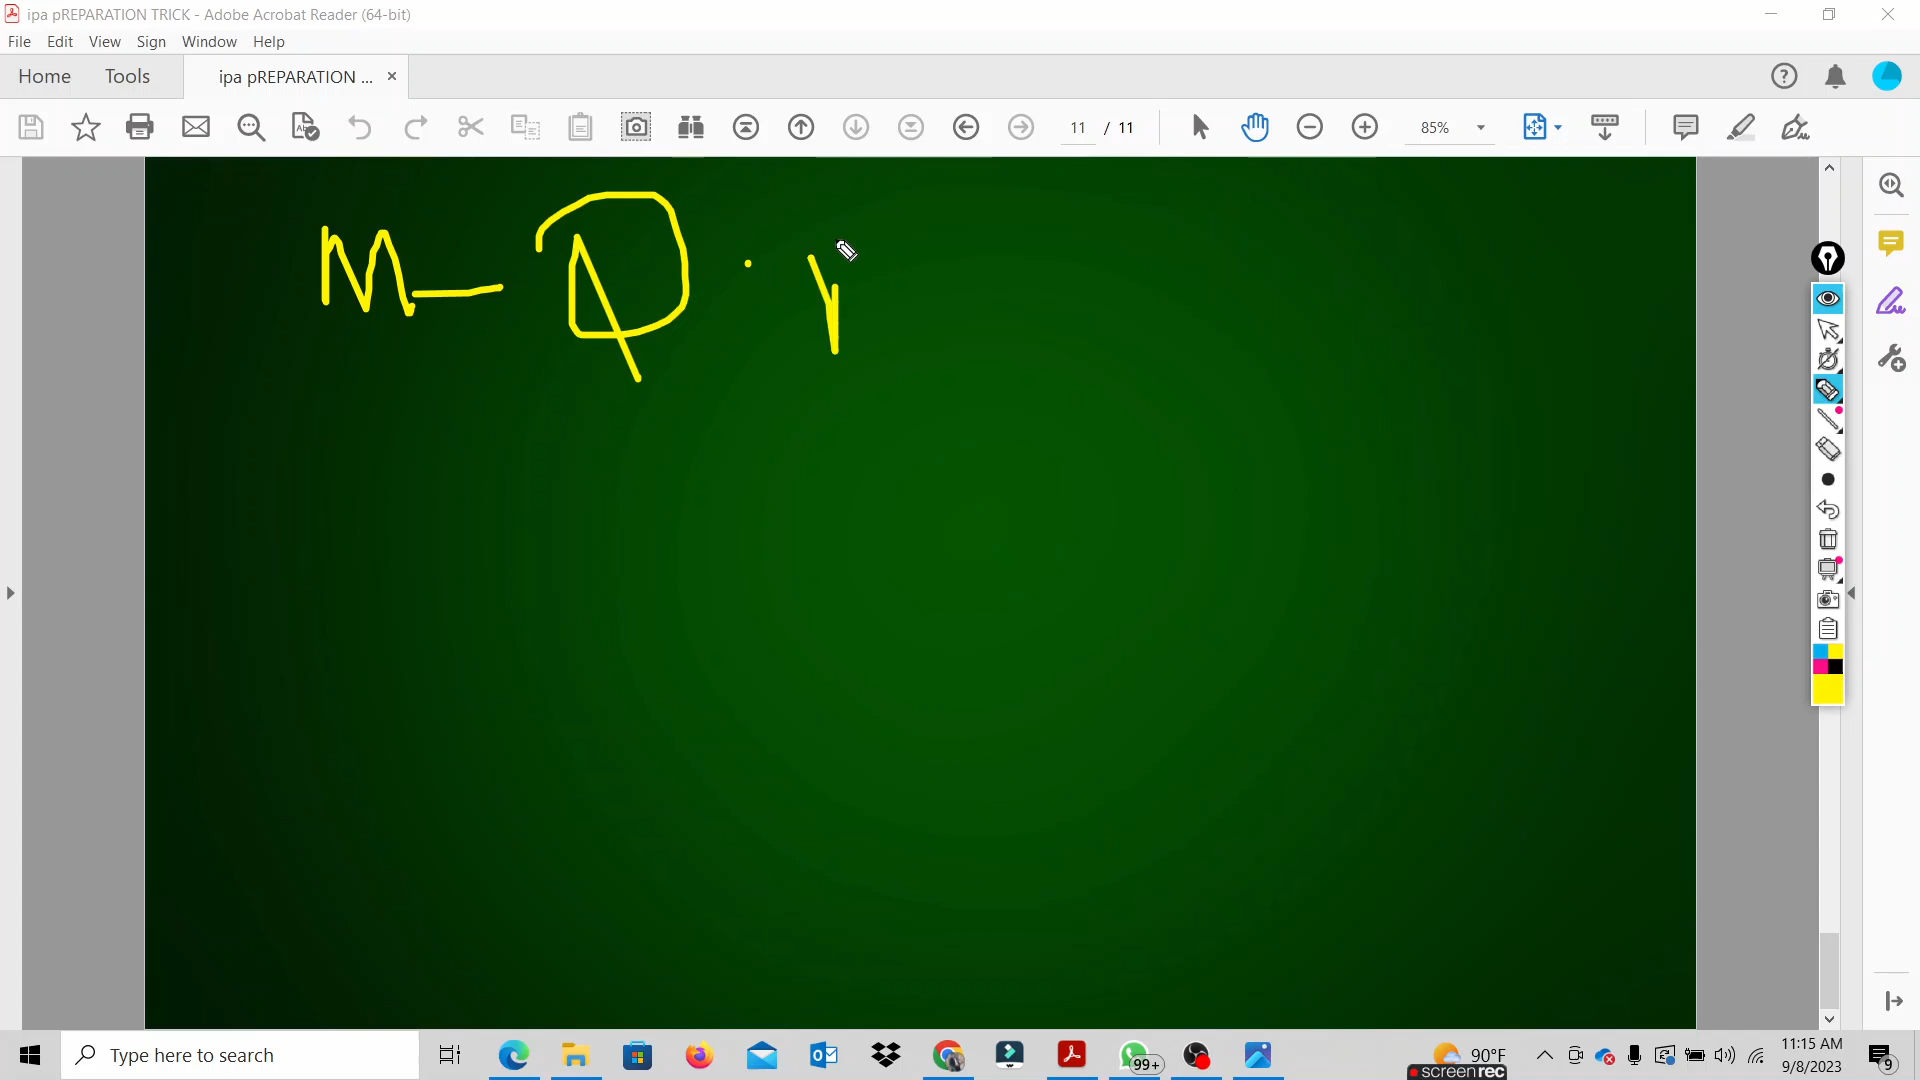 ipa pREPARATION TRICK - Adobe Acrobat Reader (64-bit)
File Edit View Sign Window Help
Home Tools ipa pREPARATION ...
11 / 11 85%
Type here to search
99+
90°F
screenrec
11:15 AM
9/8/2023
9